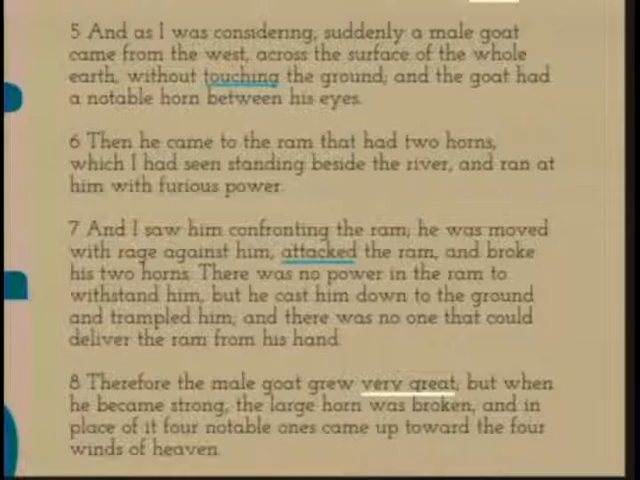 5 And as I was considering, suddenly a male goat
came from the west, across the surface of the whole
earth, without touching the ground; and the goat had
a notable horn between his eyes.
6 Then he came to the ram that had two horns,
which I had seen standing beside the river, and ran at
him with furious power.
7 And I saw him confronting the ram; he was moved
with rage against him, attacked the ram, and broke
his two horns. There was no power in the ram to
withstand him, but he cast him down to the ground
and trampled him; and there was no one that could
deliver the ram from his hand.
8 Therefore the male goat grew very great; but when
he became strong, the large horn was broken, and in
place of it four notable ones came up toward the four
winds of heaven.